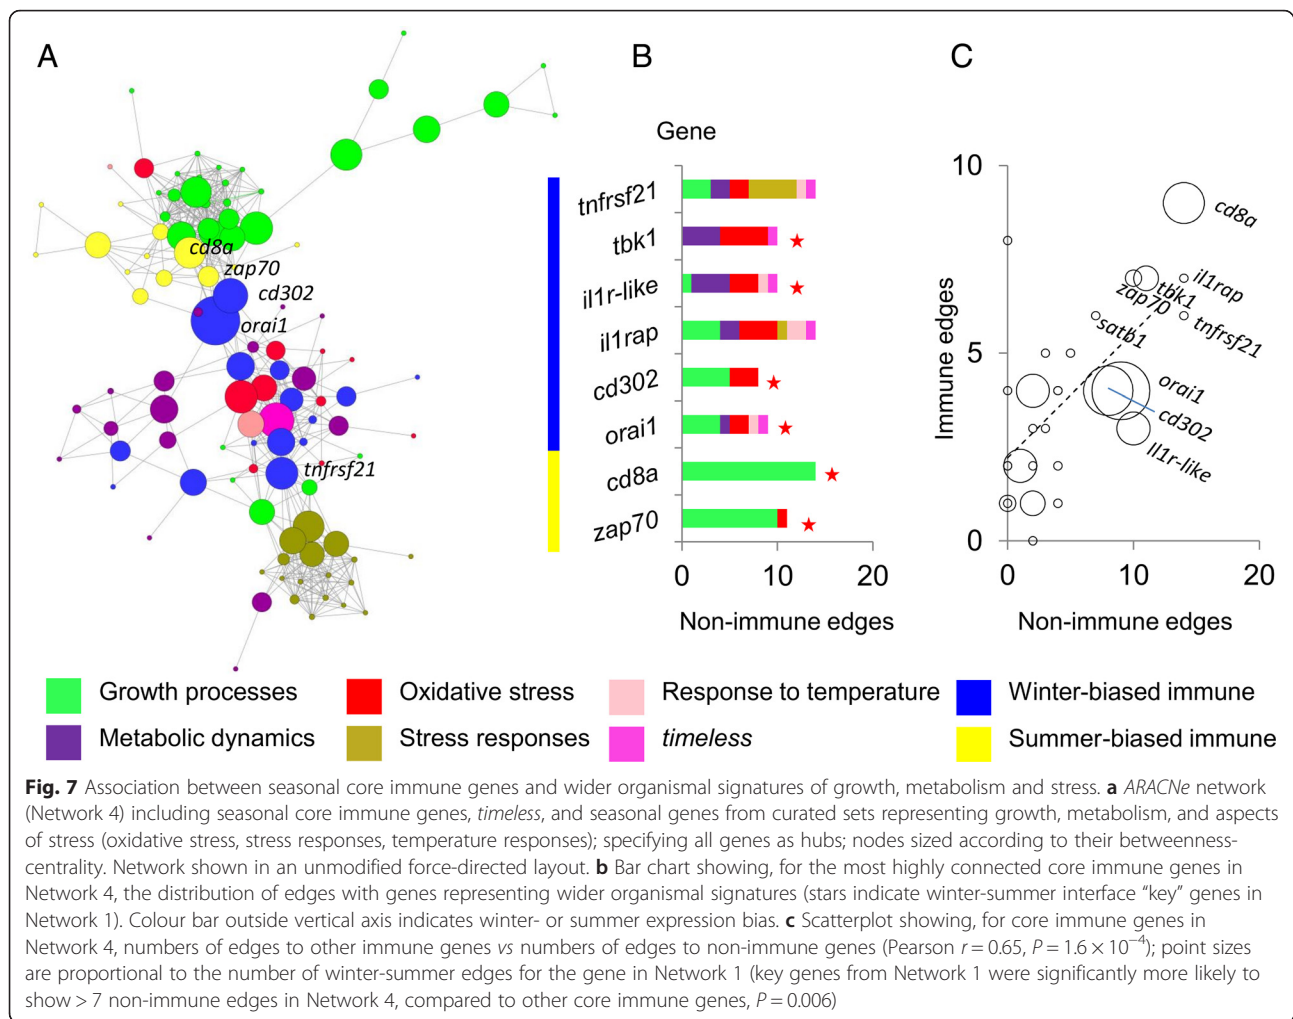 A
B
C
cd8a
zap70
cd302
orai1
tnfrsf21
Gene
tnfrsf21
tbk1
il1r-like
il1rap
cd302
orai1
cd8a
zap70
0
10
20
Non-immune edges
10
5
0
Immune edges
cd8a
il1rap
tbk1
zap70
tnfrsf21
satb1
orai1
cd302
Il1r-like
0
10
20
Non-immune edges
Growth processes
Oxidative stress
Response to temperature
Winter-biased immune
Metabolic dynamics
Stress responses
timeless
Summer-biased immune
Fig. 7 Association between seasonal core immune genes and wider organismal signatures of growth, metabolism and stress. a ARACNe network
(Network 4) including seasonal core immune genes, timeless, and seasonal genes from curated sets representing growth, metabolism, and aspects
of stress (oxidative stress, stress responses, temperature responses); specifying all genes as hubs; nodes sized according to their betweenness-
centrality. Network shown in an unmodified force-directed layout. b Bar chart showing, for the most highly connected core immune genes in
Network 4, the distribution of edges with genes representing wider organismal signatures (stars indicate winter-summer interface “key” genes in
Network 1). Colour bar outside vertical axis indicates winter- or summer expression bias. c Scatterplot showing, for core immune genes in
Network 4, numbers of edges to other immune genes vs numbers of edges to non-immune genes (Pearson r = 0.65, P = 1.6 × 10⁻⁴); point sizes
are proportional to the number of winter-summer edges for the gene in Network 1 (key genes from Network 1 were significantly more likely to
show > 7 non-immune edges in Network 4, compared to other core immune genes, P = 0.006)